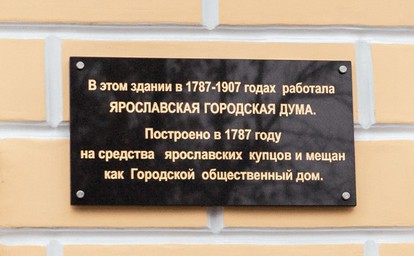 В этом здании в 1787-1907 годах работала
ЯРОСЛАВСКАЯ ГОРОДСКАЯ ДУМА.
Построено в 1787 году
на средства ярославских купцов и мещан
как Городской общественный дом.